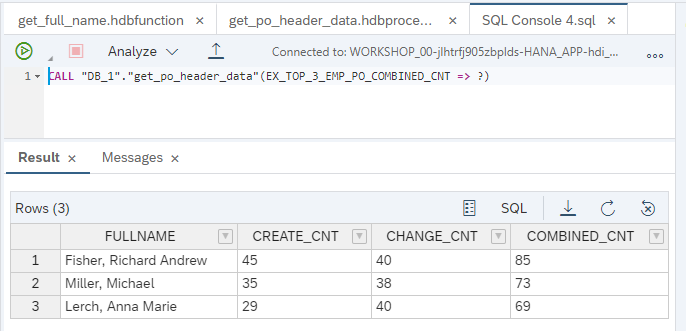 get_full_name.hdbfunction × get_po_header_data.hdbproce... × SQL Console 4.sql ×
Analyze Connected to: WORKSHOP_00-jlhtrfj905zbplds-HANA_APP-hdi_...
1 CALL "DB_1"."get_po_header_data"(EX_TOP_3_EMP_PO_COMBINED_CNT => ?)
Result × Messages ×
Rows (3) SQL
FULLNAME CREATE_CNT CHANGE_CNT COMBINED_CNT
1 Fisher, Richard Andrew 45 40 85
2 Miller, Michael 35 38 73
3 Lerch, Anna Marie 29 40 69